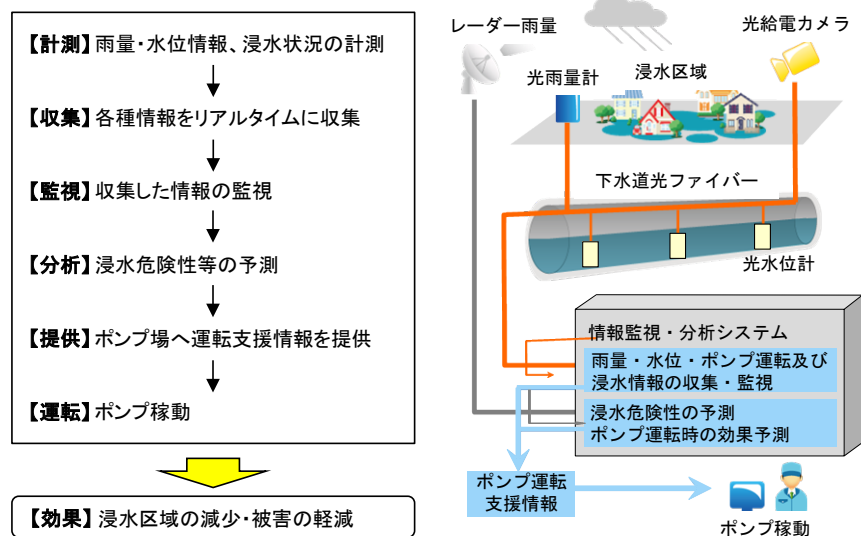 【計測】雨量・水位情報、浸水状況の計測
【収集】各種情報をリアルタイムに収集
【監視】収集した情報の監視
【分析】浸水危険性等の予測
【提供】ポンプ場へ運転支援情報を提供
【運転】ポンプ稼動
【効果】浸水区域の減少・被害の軽減
レーダー雨量
光給電カメラ
光雨量計
浸水区域
下水道光ファイバー
光水位計
情報監視・分析システム
雨量・水位・ポンプ運転及び
浸水情報の収集・監視
浸水危険性の予測
ポンプ運転時の効果予測
ポンプ運転
支援情報
ポンプ稼動